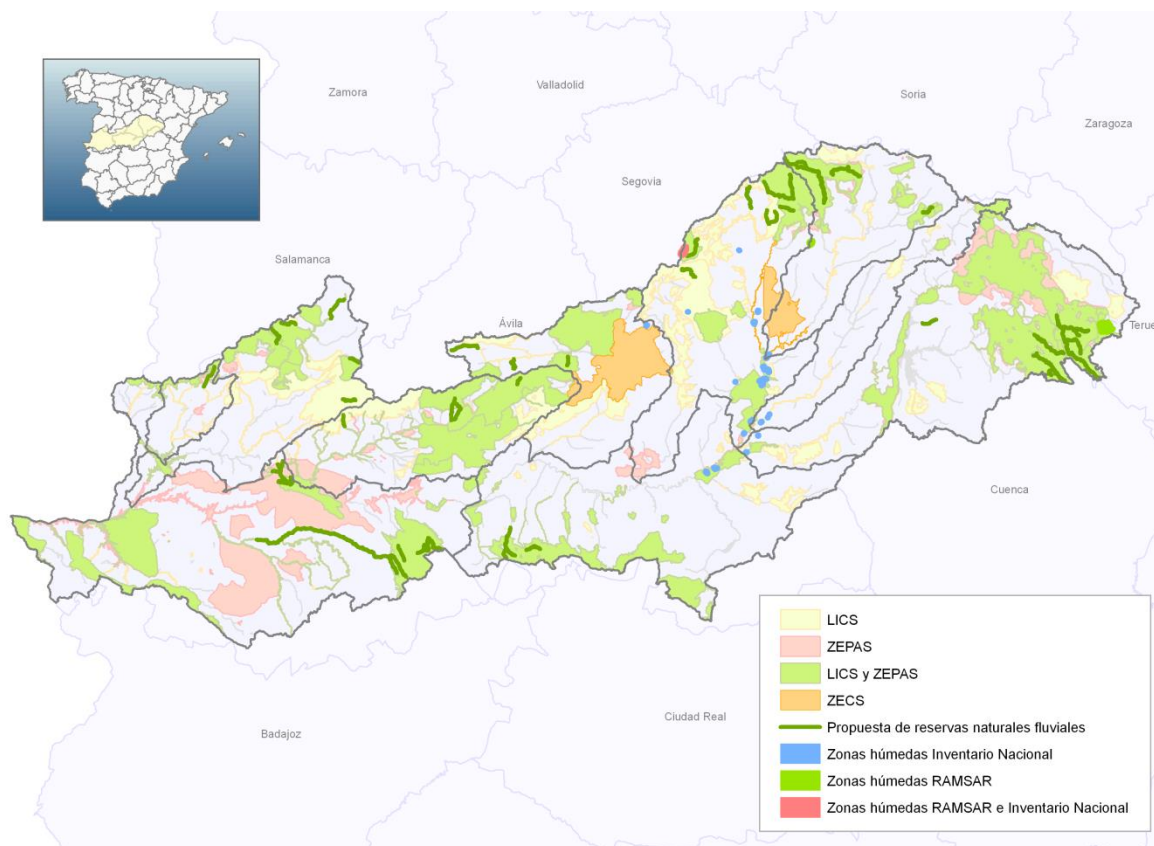 Zamora
Valladolid
Soria
Zaragoza
Segovia
Salamanca
Ávila
Terue
Cuenca
Badajoz
Ciudad Real
LICS
ZEPAS
LICS y ZEPAS
ZECS
Propuesta de reservas naturales fluviales
Zonas húmedas Inventario Nacional
Zonas húmedas RAMSAR
Zonas húmedas RAMSAR e Inventario Nacional